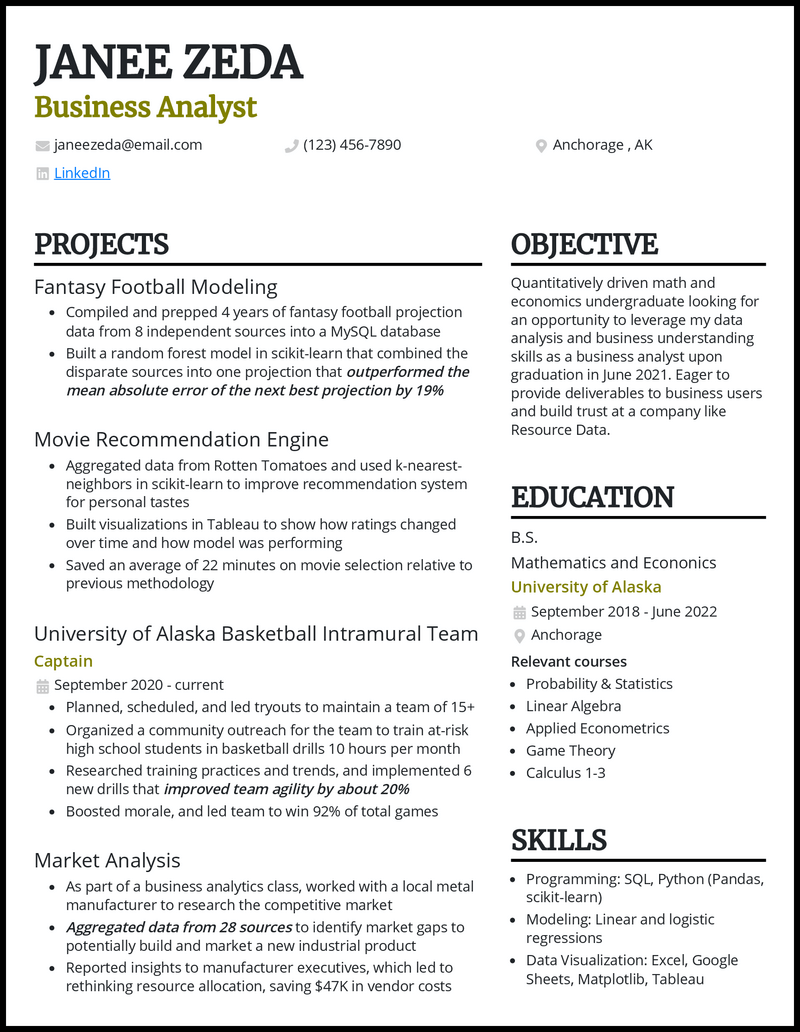 JANEE ZEDA
Business Analyst
janeezeda@email.com (123) 456-7890 Anchorage , AK
LinkedIn
PROJECTS
Fantasy Football Modeling
• Compiled and prepped 4 years of fantasy football projection
data from 8 independent sources into a MySQL database
• Built a random forest model in scikit-learn that combined the
disparate sources into one projection that outperformed the
mean absolute error of the next best projection by 19%
Movie Recommendation Engine
• Aggregated data from Rotten Tomatoes and used k-nearest-
neighbors in scikit-learn to improve recommendation system
for personal tastes
• Built visualizations in Tableau to show how ratings changed
over time and how model was performing
• Saved an average of 22 minutes on movie selection relative to
previous methodology
University of Alaska Basketball Intramural Team
Captain
September 2020 - current
• Planned, scheduled, and led tryouts to maintain a team of 15+
• Organized a community outreach for the team to train at-risk
high school students in basketball drills 10 hours per month
• Researched training practices and trends, and implemented 6
new drills that improved team agility by about 20%
• Boosted morale, and led team to win 92% of total games
Market Analysis
• As part of a business analytics class, worked with a local metal
manufacturer to research the competitive market
• Aggregated data from 28 sources to identify market gaps to
potentially build and market a new industrial product
• Reported insights to manufacturer executives, which led to
rethinking resource allocation, saving $47K in vendor costs
OBJECTIVE
Quantitatively driven math and
economics undergraduate looking for
an opportunity to leverage my data
analysis and business understanding
skills as a business analyst upon
graduation in June 2021. Eager to
provide deliverables to business users
and build trust at a company like
Resource Data.
EDUCATION
B.S.
Mathematics and Econonics
University of Alaska
September 2018 - June 2022
Anchorage
Relevant courses
• Probability & Statistics
• Linear Algebra
• Applied Econometrics
• Game Theory
• Calculus 1-3
SKILLS
• Programming: SQL, Python (Pandas,
scikit-learn)
• Modeling: Linear and logistic
regressions
• Data Visualization: Excel, Google
Sheets, Matplotlib, Tableau